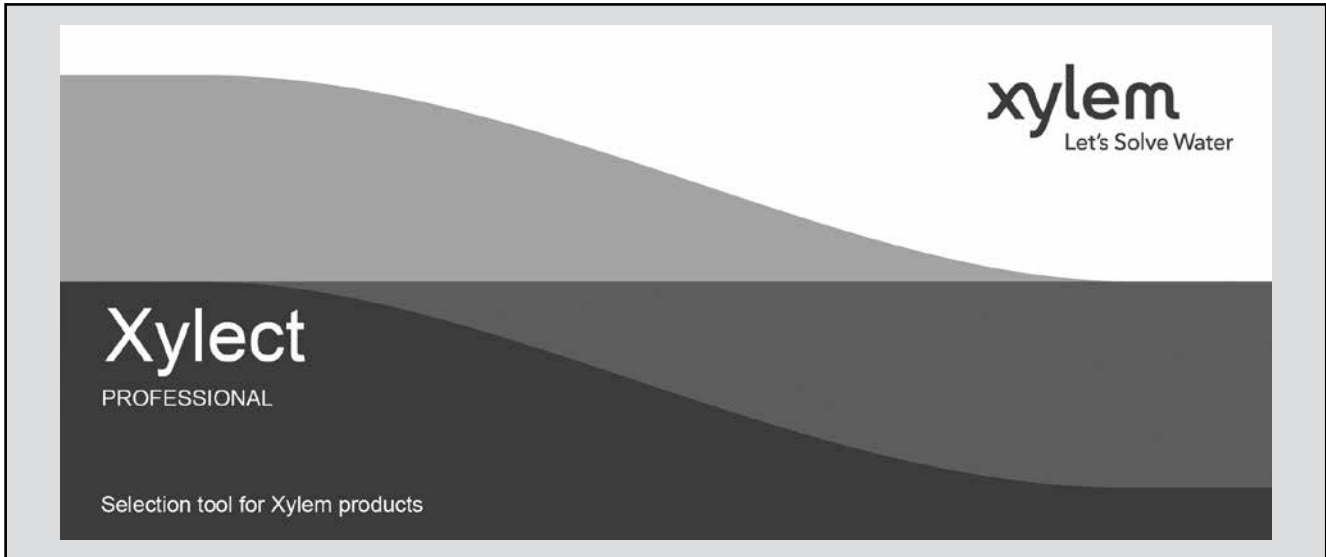 xylem
Let's Solve Water
Xylect
PROFESSIONAL
Selection tool for Xylem products